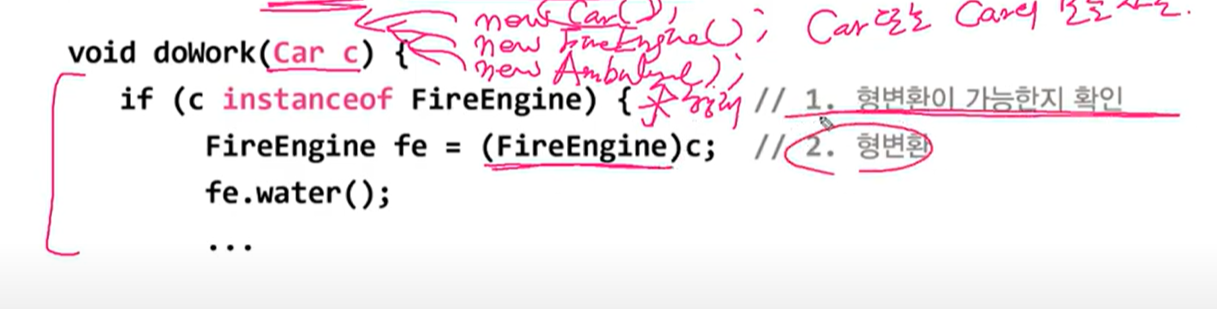 new Car();
new FireEngine(); Car 또는 Car의
new Ambulance();
void doWork(Car c) {
if (c instanceof FireEngine) { // 1. 형변환이 가능한지 확인
FireEngine fe = (FireEngine)c; // 2. 형변환
fe.water();
...